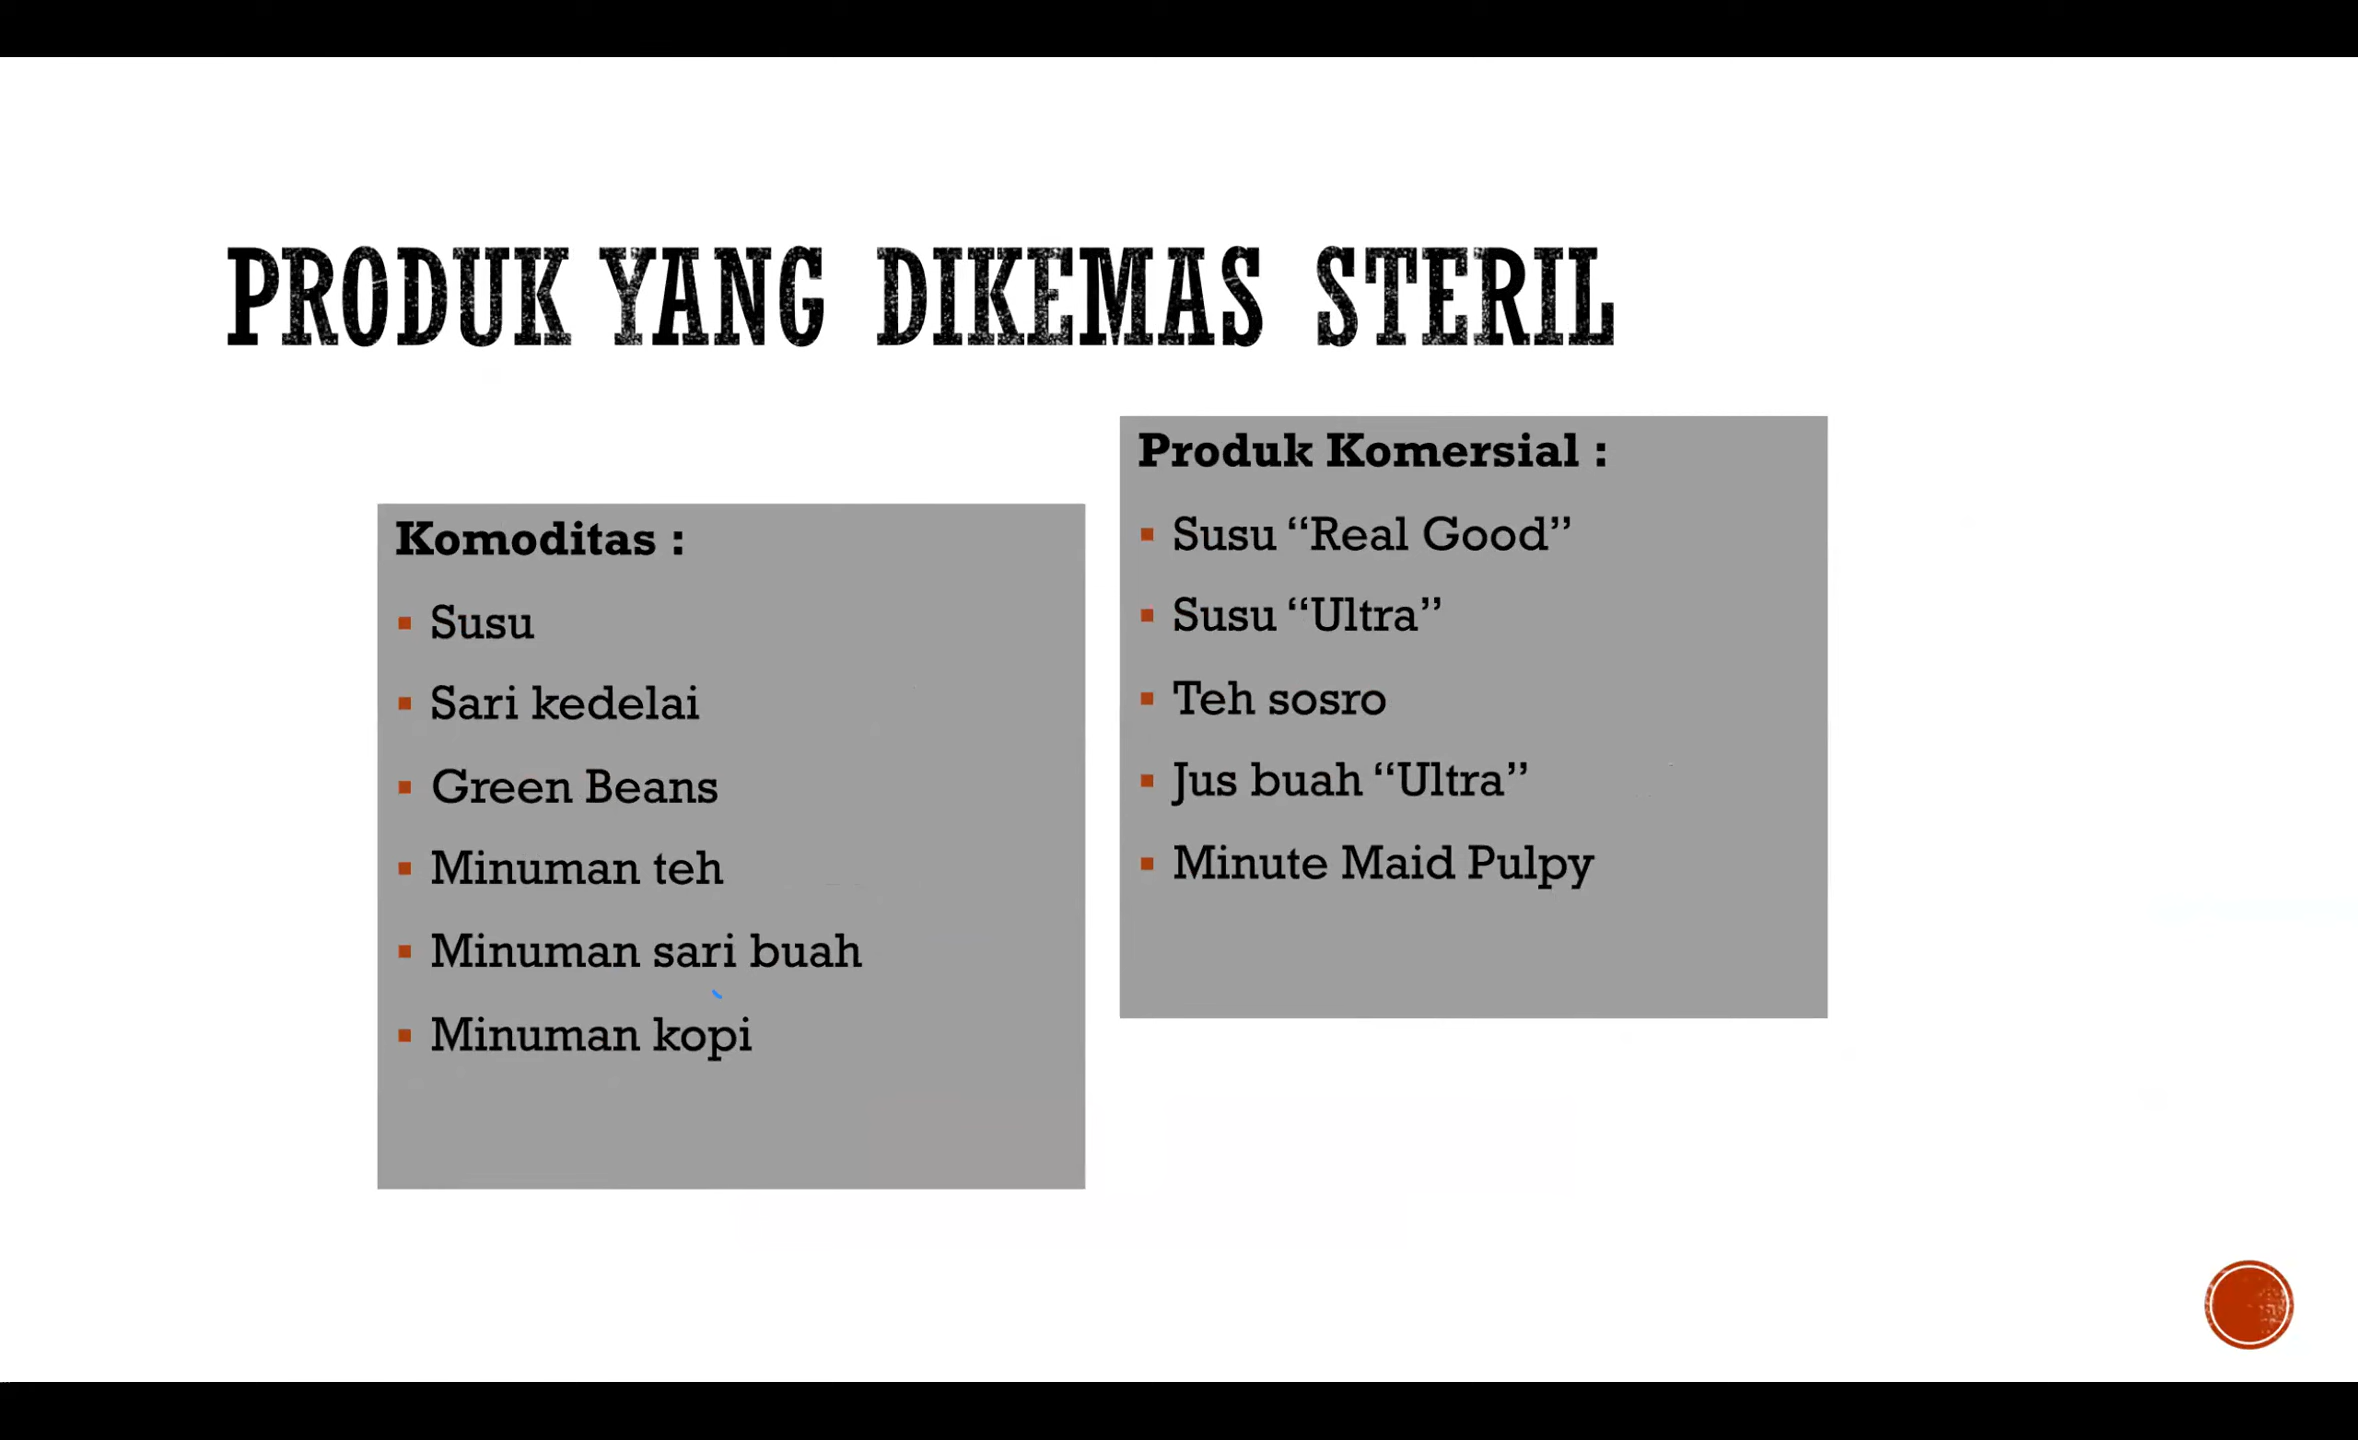 PRODUK YANG DIKEMAS STERIL
Komoditas :
Susu
Sari kedelai
Green Beans
Minuman teh
Minuman sari buah
Minuman kopi
Produk Komersial :
Susu “Real Good”
Susu “Ultra”
Teh sosro
Jus buah “Ultra”
Minute Maid Pulpy